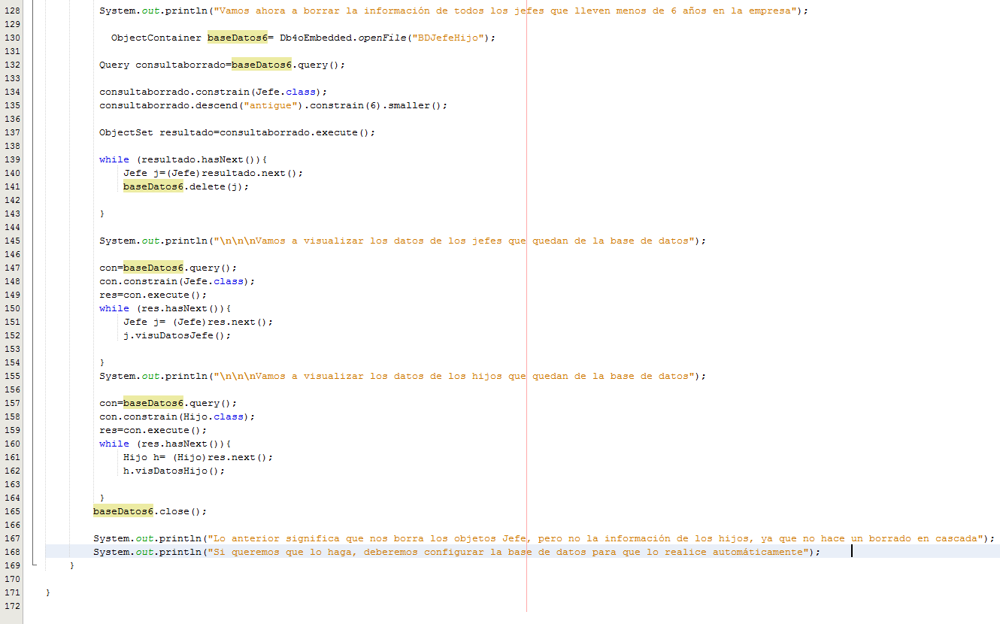 128 System.out.println("Vamos ahora a borrar la información de todos los jefes que lleven menos de 6 años en la empresa");
129
130 ObjectContainer baseDatos6= Db4oEmbedded.openFile("BDJefeHijo");
131
132 Query consultaborrado=baseDatos6.query();
133
134 consultaborrado.constrain(Jefe.class);
135 consultaborrado.descend("antigue").constrain(6).smaller();
136
137 ObjectSet resultado=consultaborrado.execute();
138
139 while (resultado.hasNext()){
140 Jefe j=(Jefe)resultado.next();
141 baseDatos6.delete(j);
142
143 }
144
145 System.out.println("\n\n\nVamos a visualizar los datos de los jefes que quedan de la base de datos");
146
147 con=baseDatos6.query();
148 con.constrain(Jefe.class);
149 res=con.execute();
150 while (res.hasNext()){
151 Jefe j= (Jefe)res.next();
152 j.visuDatosJefe();
153
154 }
155 System.out.println("\n\n\nVamos a visualizar los datos de los hijos que quedan de la base de datos");
156
157 con=baseDatos6.query();
158 con.constrain(Hijo.class);
159 res=con.execute();
160 while (res.hasNext()){
161 Hijo h= (Hijo)res.next();
162 h.visDatosHijo();
163
164 }
165 baseDatos6.close();
166
167 System.out.println("Lo anterior significa que nos borra los objetos Jefe, pero no la información de los hijos, ya que no hace un borrado en cascada");
168 System.out.println("Si queremos que lo haga, deberemos configurar la base de datos para que lo realice automáticamente");
169 }
170
171 }
172